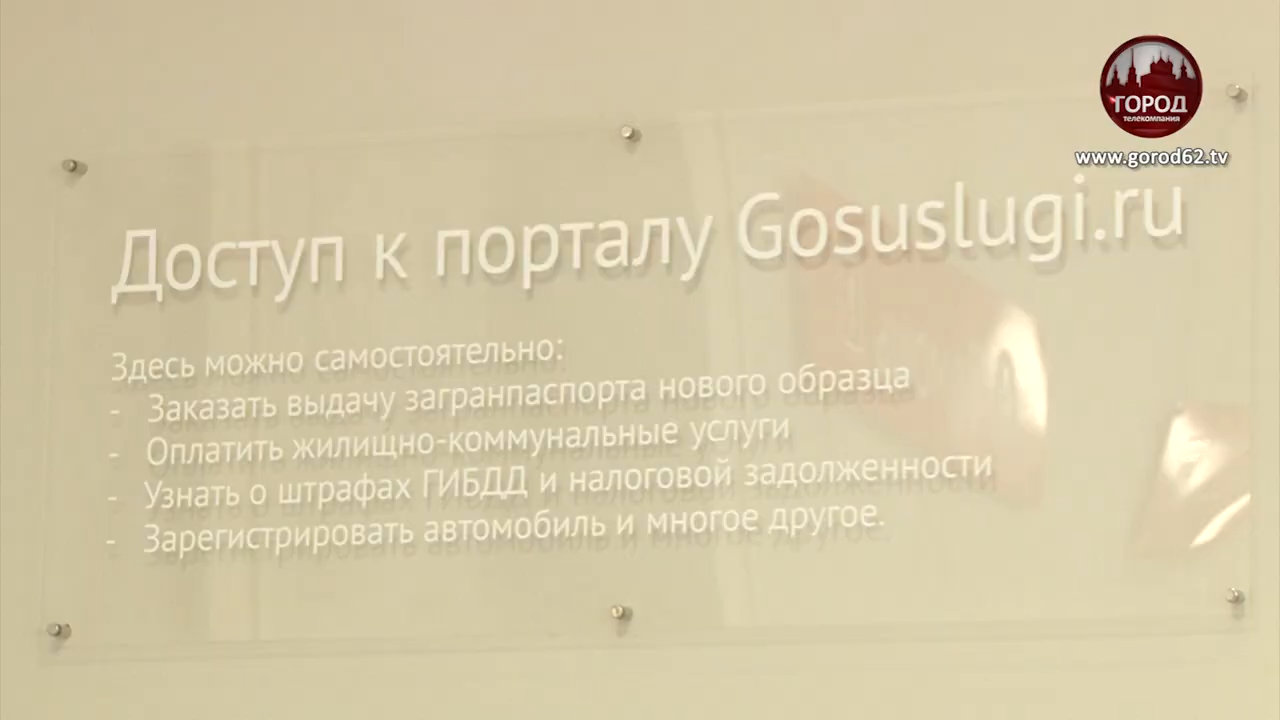 ГОРОД
телекомпания
www.gorod62.tv
Доступ к порталу Gosuslugi.ru
Здесь можно самостоятельно:
- Заказать выдачу загранпаспорта нового образца
- Оплатить жилищно-коммунальные услуги
- Узнать о штрафах ГИБДД и налоговой задолженности
- Зарегистрировать автомобиль и многое другое.